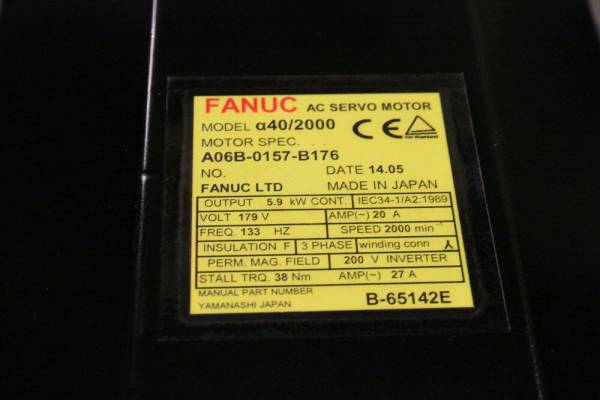 FANUC AC SERVO MOTOR
MODEL α40/2000
MOTOR SPEC.
A06B-0157-B176
NO. DATE 14.05
FANUC LTD MADE IN JAPAN
OUTPUT 5.9 kW CONT. IEC34-1/A2:1989
VOLT 179 V AMP(~) 20 A
FREQ. 133 HZ SPEED 2000 min⁻¹
INSULATION F 3 PHASE winding conn
PERM. MAG. FIELD 200 V INVERTER
STALL TRQ. 38 Nm AMP(~) 27 A
MANUAL PART NUMBER
YAMANASHI JAPAN B-65142E